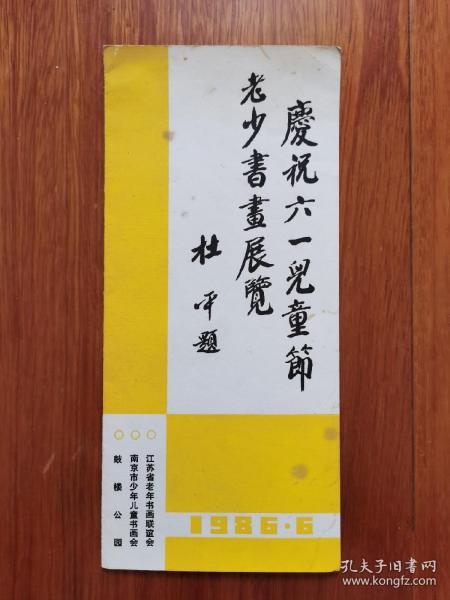 慶祝六一兒童節
老少書畫展覽
杜平題
江苏省老年书画联谊会
南京市少年儿童书画会
鼓楼公园
1986·6
孔夫子旧书网
www.kongfz.com